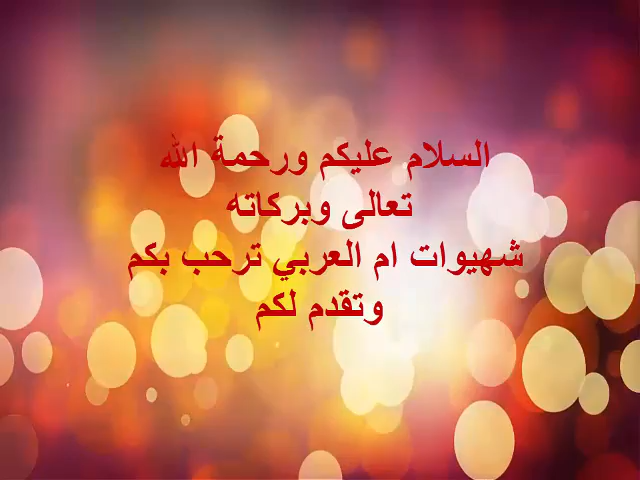 السلام عليكم ورحمة الله
تعالى وبركاته
شهيوات ام العربي ترحب بكم
وتقدم لكم